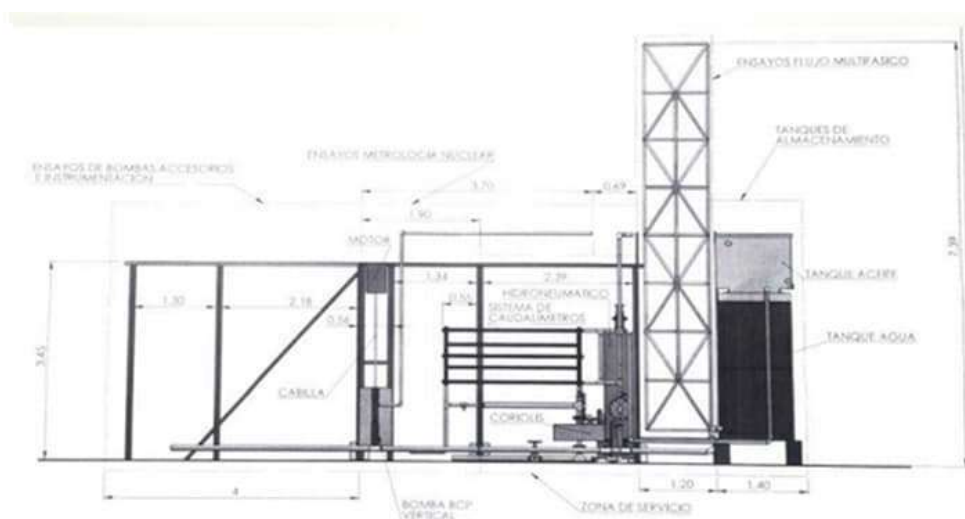 ENSAYOS FLUJO MULTIFASICO
TANQUES DE
ALMACENAMIENTO
ENSAYOS METROLOGIA NUCLEAR
ENSAYOS DE BOMBAS ACCESORIOS
E INSTRUMENTACION
3.70
0.69
1.90
7.39
MOTOR
TANQUE ACEITE
1.34
2.39
1.30
2.18
HIDRONEUMATICO
0.55
SISTEMA DE
CAUDALIMETROS
0.56
TANQUE AGUA
3.45
CABILLA
CORIOLIS
1.20
1.40
4
BOMBA BCP
VERTICAL
ZONA DE SERVICIO